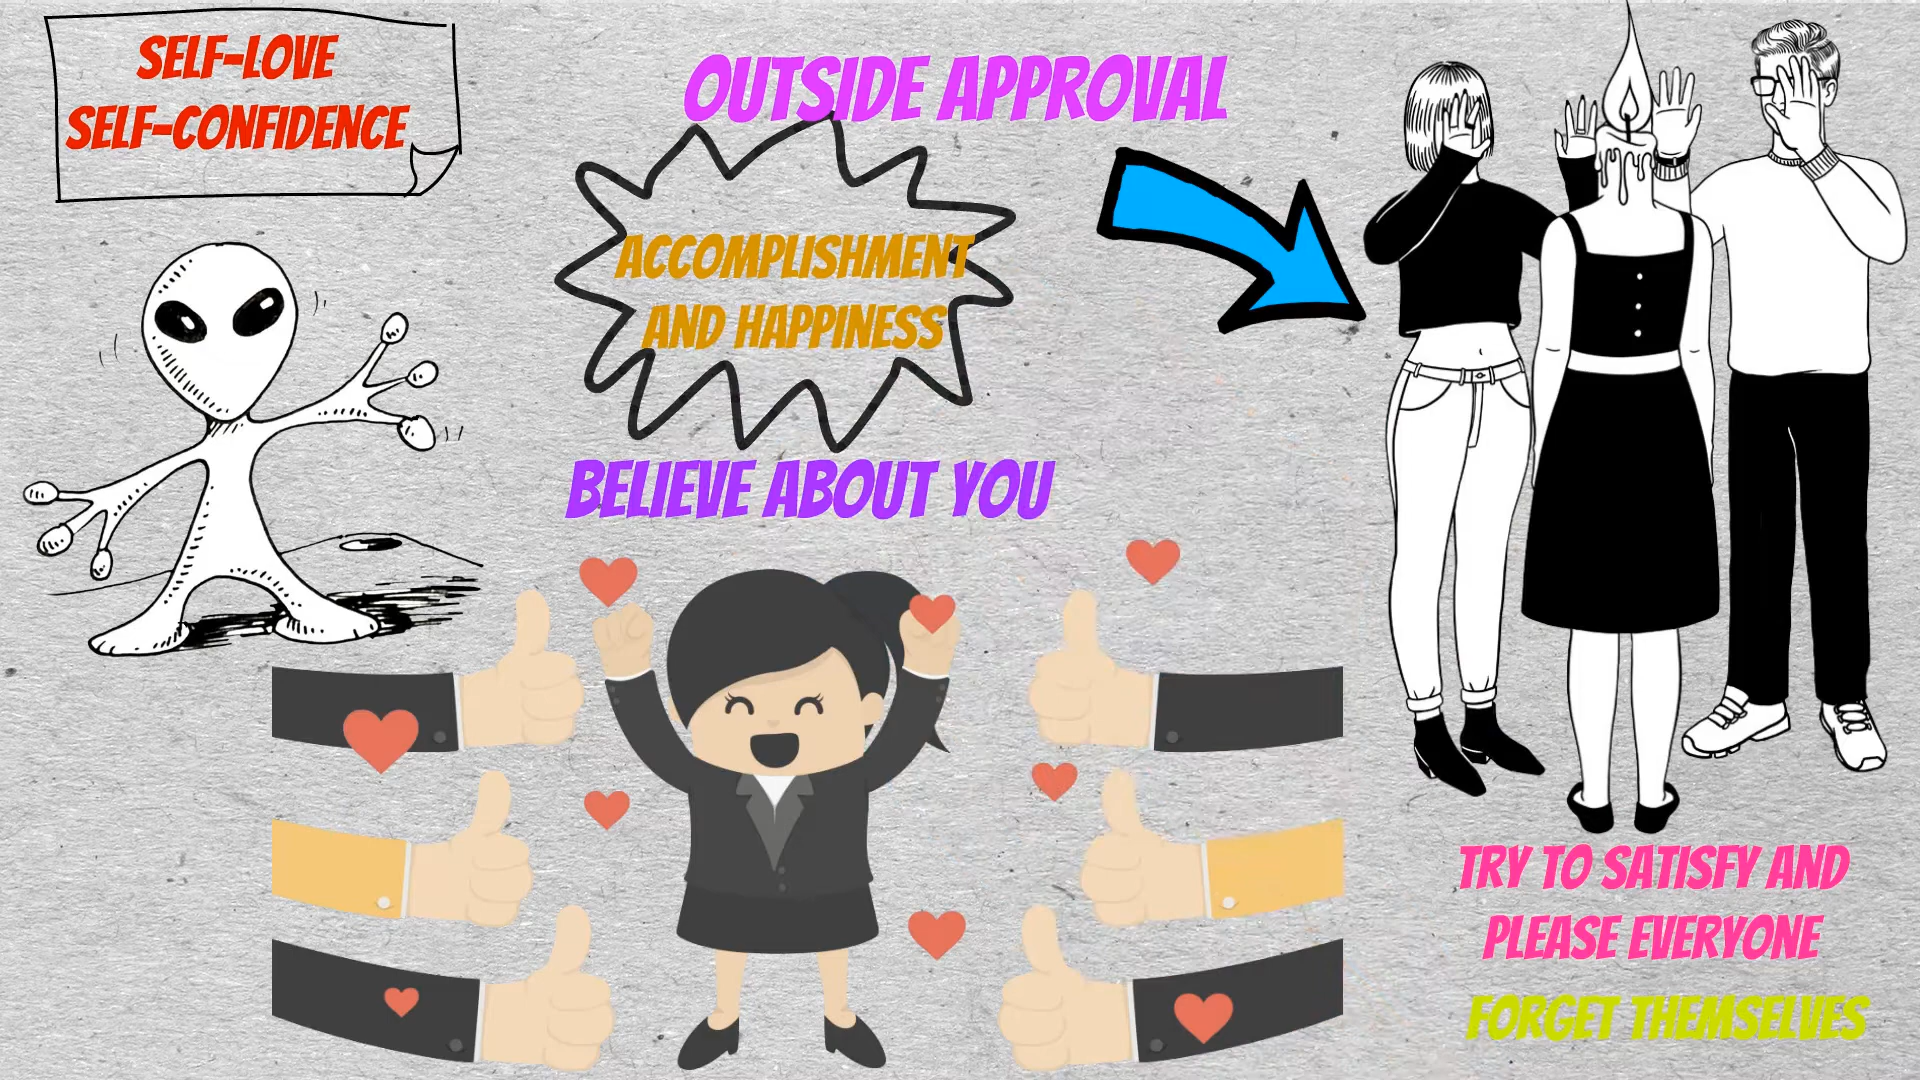 SELF-LOVE
SELF-CONFIDENCE
OUTSIDE APPROVAL
ACCOMPLISHMENT
AND HAPPINESS
BELIEVE ABOUT YOU
TRY TO SATISFY AND
PLEASE EVERYONE
FORGET THEMSELVES